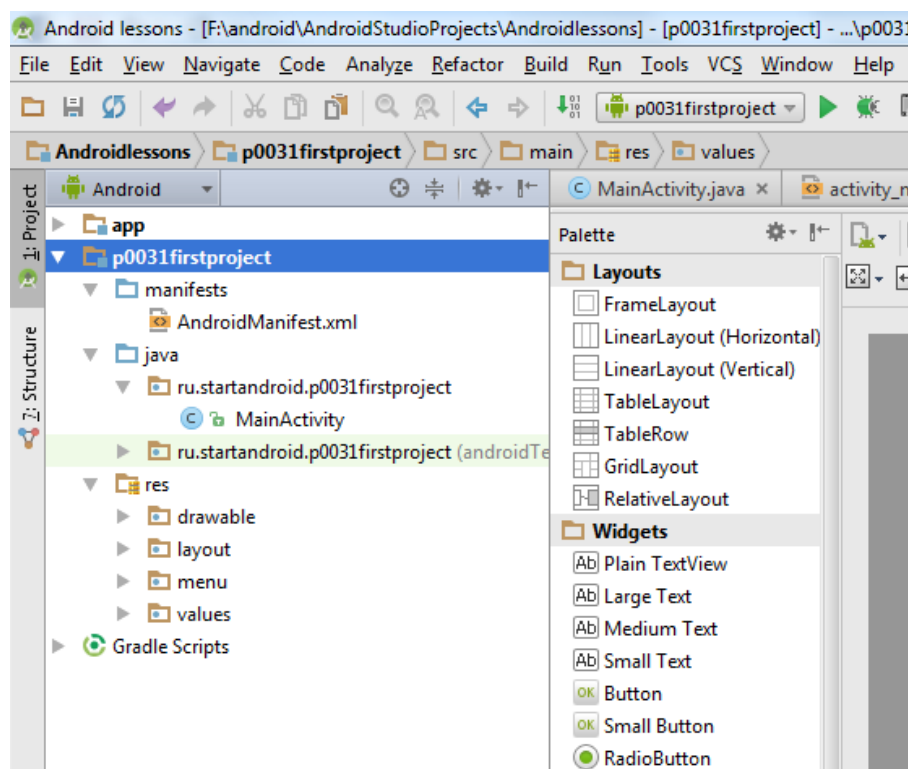 Android lessons - [F:\android\AndroidStudioProjects\Androidlessons] - [p0031firstproject] - ...\p0031
File Edit View Navigate Code Analyze Refactor Build Run Tools VCS Window Help
p0031firstproject
Androidlessons p0031firstproject src main res values
1: Project
7: Structure
Android
app
p0031firstproject
manifests
AndroidManifest.xml
java
ru.startandroid.p0031firstproject
C MainActivity
ru.startandroid.p0031firstproject (androidTe
res
drawable
layout
menu
values
Gradle Scripts
C MainActivity.java × activity_m
Palette
Layouts
FrameLayout
LinearLayout (Horizontal)
LinearLayout (Vertical)
TableLayout
TableRow
GridLayout
RelativeLayout
Widgets
Ab Plain TextView
Ab Large Text
Ab Medium Text
Ab Small Text
OK Button
OK Small Button
RadioButton